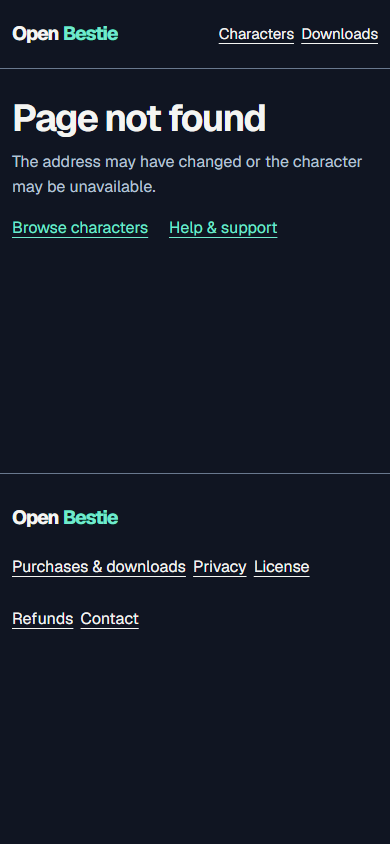 Open Bestie
Characters Downloads
Page not found
The address may have changed or the character
may be unavailable.
Browse characters Help & support
Open Bestie
Purchases & downloads Privacy License
Refunds Contact